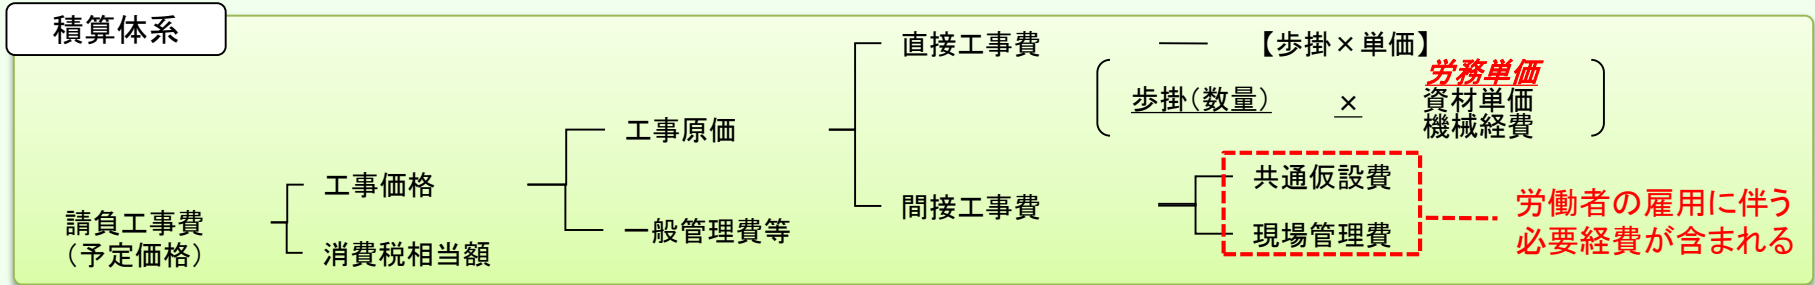 積算体系
直接工事費
【歩掛×単価】
歩掛（数量）
×
労務単価
資材単価
機械経費
工事原価
工事価格
共通仮設費
間接工事費
現場管理費
労働者の雇用に伴う
必要経費が含まれる
請負工事費
（予定価格）
一般管理費等
消費税相当額